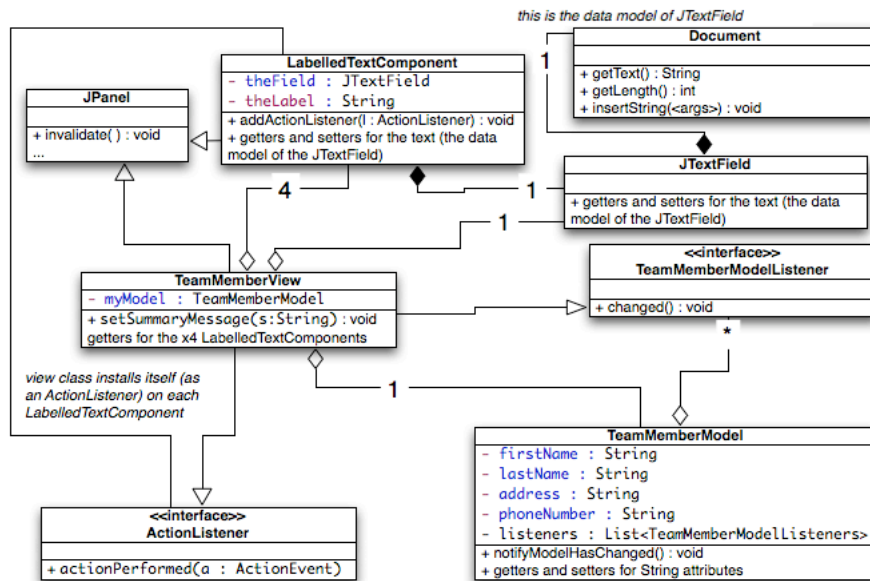 this is the data model of JTextField
Document
+ getText() : String
+ getLength() : int
+ insertString(<args>) : void
1
LabelledTextComponent
- theField : JTextField
- theLabel : String
+ addActionListener(l : ActionListener) : void
+ getters and setters for the text (the data
model of the JTextField)
JPanel
+ invalidate( ) : void
...
JTextField
+ getters and setters for the text (the data
model of the JTextField)
4
1
1
TeamMemberView
- myModel : TeamMemberModel
+ setSummaryMessage(s:String) : void
getters for the x4 LabelledTextComponents
<<interface>>
TeamMemberModelListener
+ changed() : void
*
view class installs itself (as
an ActionListener) on each
LabelledTextComponent
1
TeamMemberModel
- firstName : String
- lastName : String
- address : String
- phoneNumber : String
- listeners : List<TeamMemberModelListeners>
+ notifyModelHasChanged() : void
+ getters and setters for String attributes
<<interface>>
ActionListener
+ actionPerformed(a : ActionEvent)